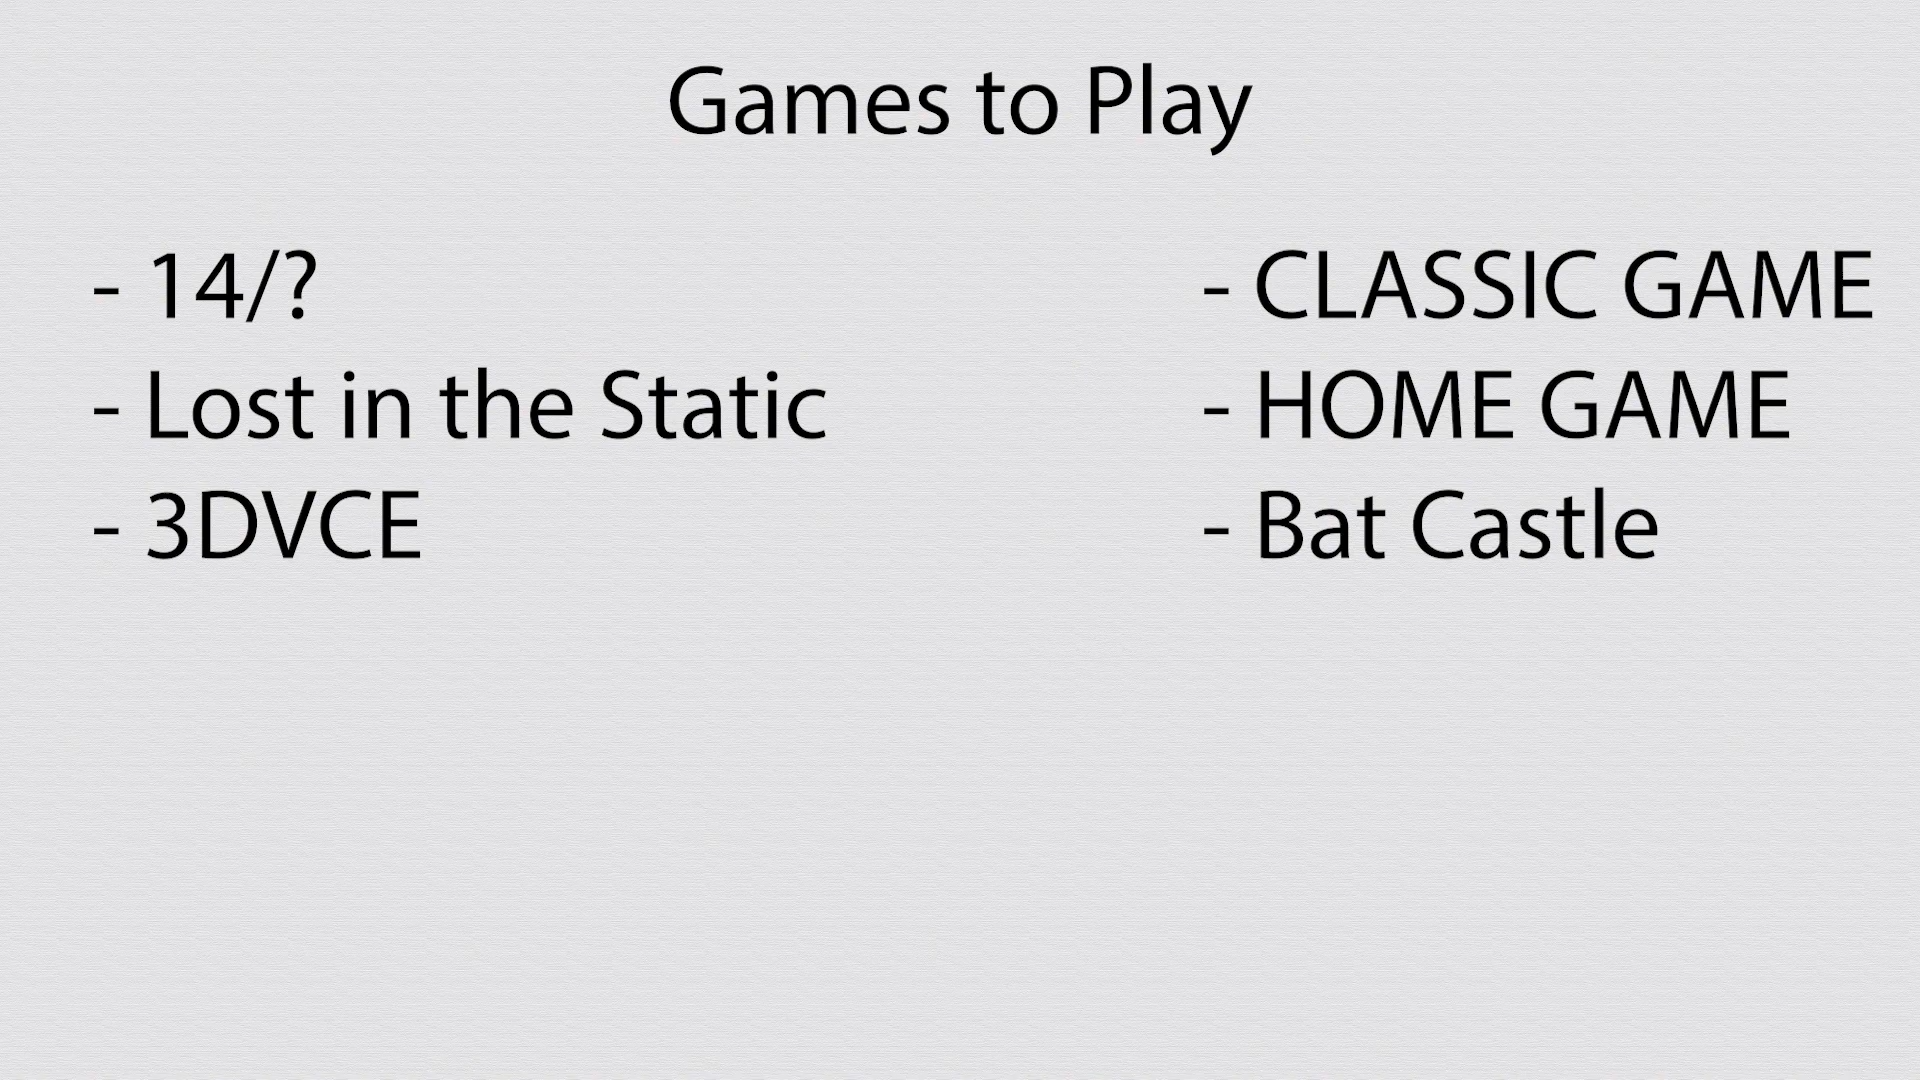 Games to Play
- 14/?
- Lost in the Static
- 3DVCE
- CLASSIC GAME
- HOME GAME
- Bat Castle